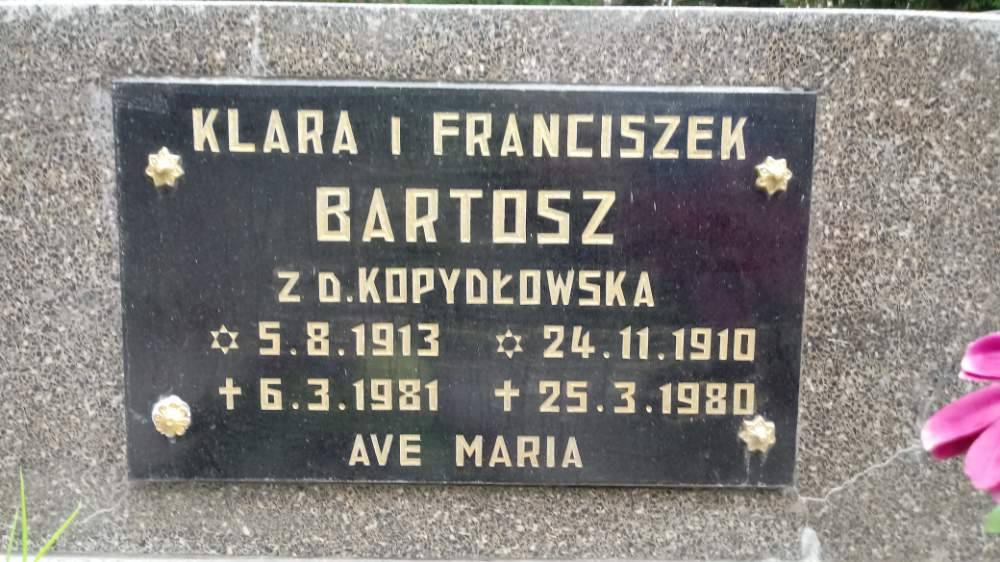 KLARA I FRANCISZEK
BARTOSZ
Z D. KOPYDŁOWSKA
✡ 5.8.1913 ✡ 24.11.1910
✝ 6.3.1981 ✝ 25.3.1980
AVE MARIA